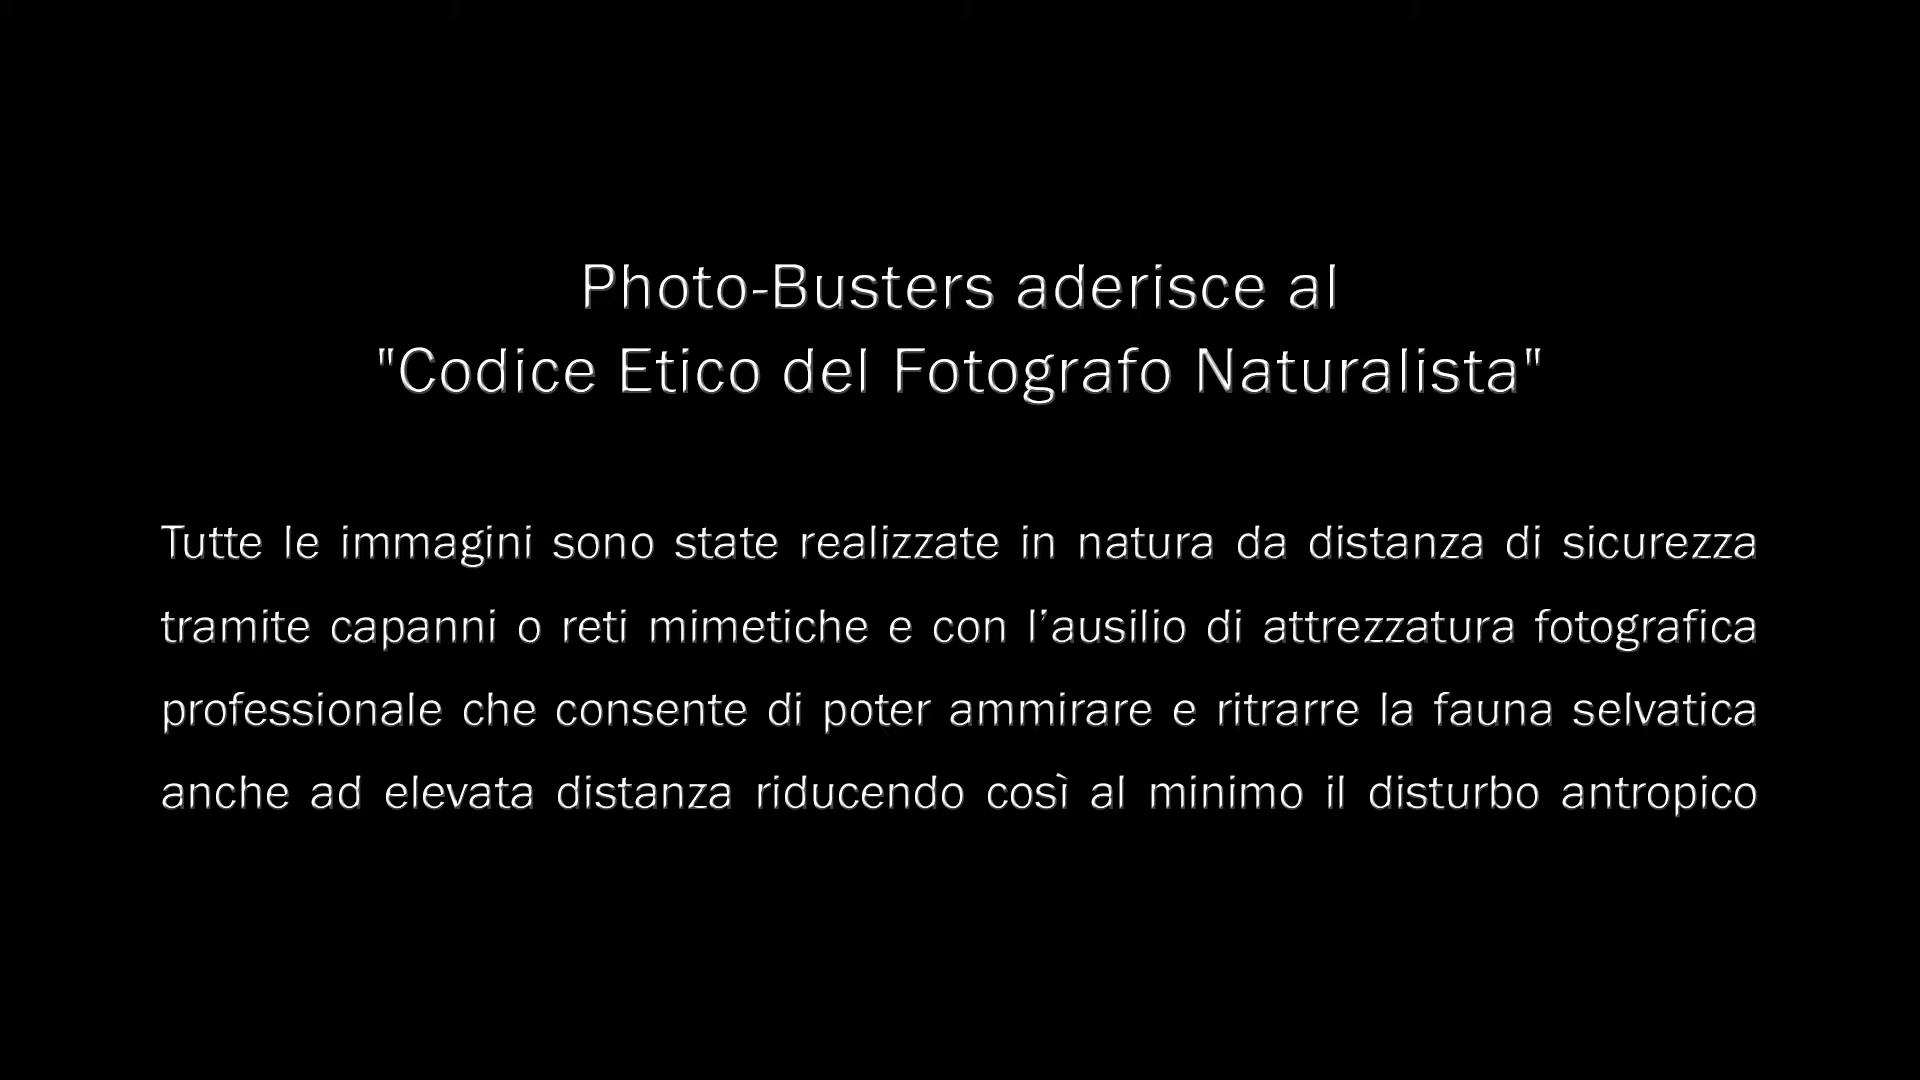 Photo-Busters aderisce al
"Codice Etico del Fotografo Naturalista"
Tutte le immagini sono state realizzate in natura da distanza di sicurezza
tramite capanni o reti mimetiche e con l’ausilio di attrezzatura fotografica
professionale che consente di poter ammirare e ritrarre la fauna selvatica
anche ad elevata distanza riducendo così al minimo il disturbo antropico